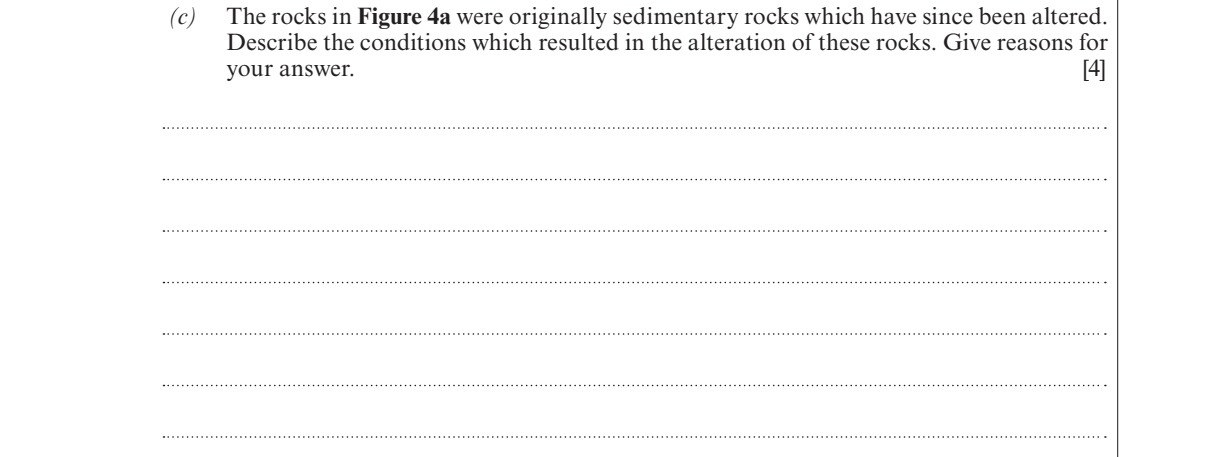 (c) The rocks in Figure 4a were originally sedimentary rocks which have since been altered.
Describe the conditions which resulted in the alteration of these rocks. Give reasons for
your answer. [4]